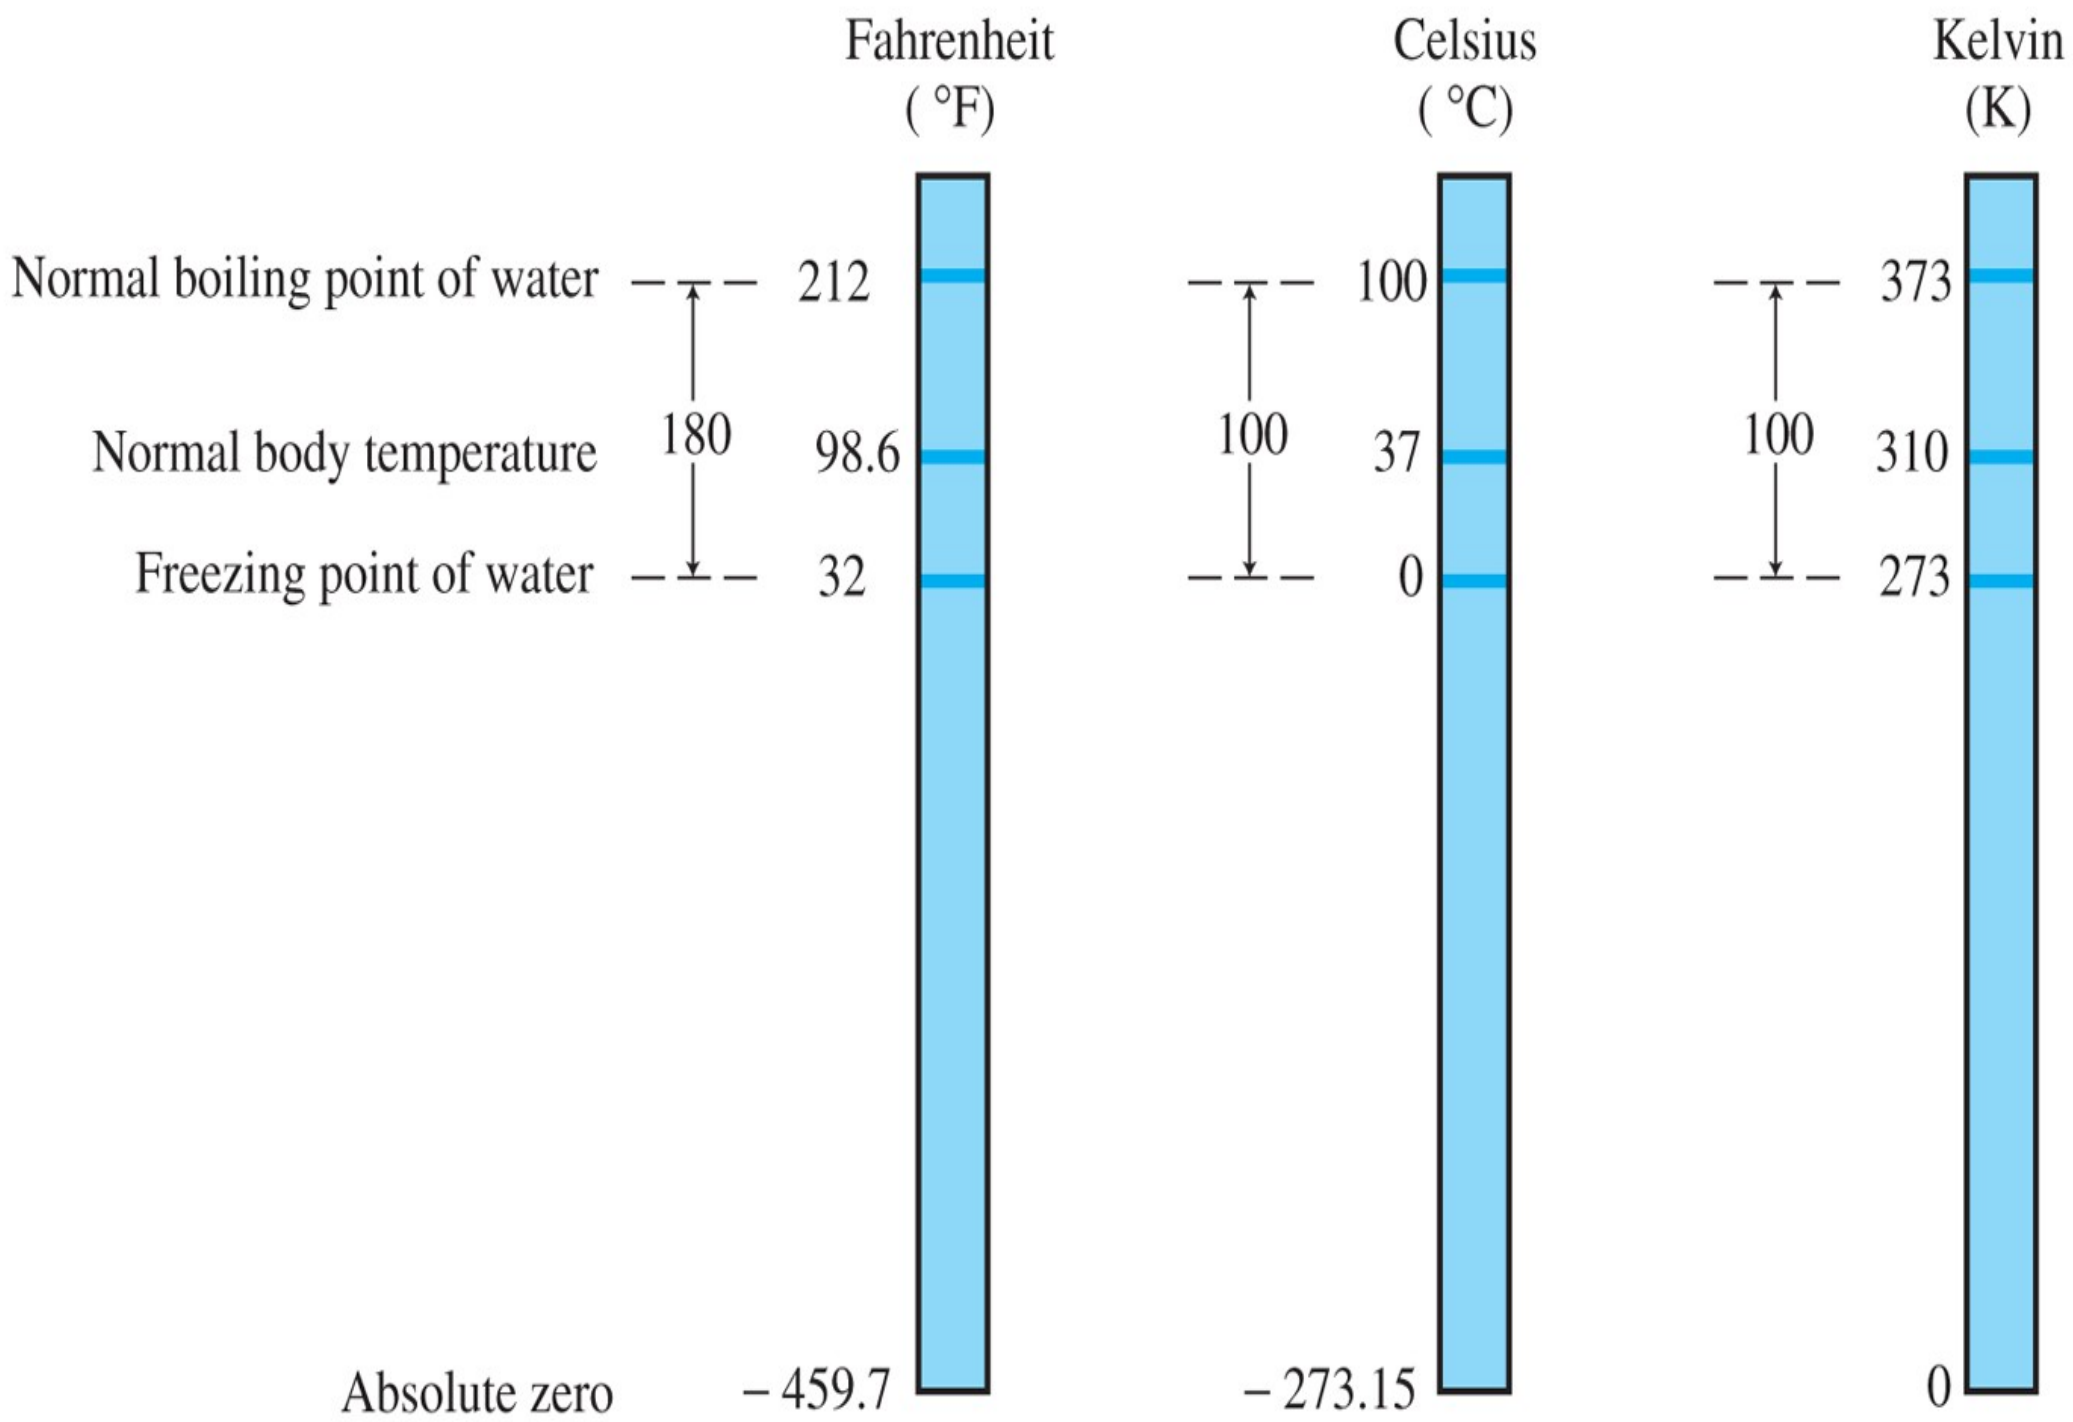 Fahrenheit Celsius Kelvin
( °F) ( °C) (K)
Normal boiling point of water 212 100 373
180 100 100
Normal body temperature 98.6 37 310
Freezing point of water 32 0 273
Absolute zero – 459.7 – 273.15 0